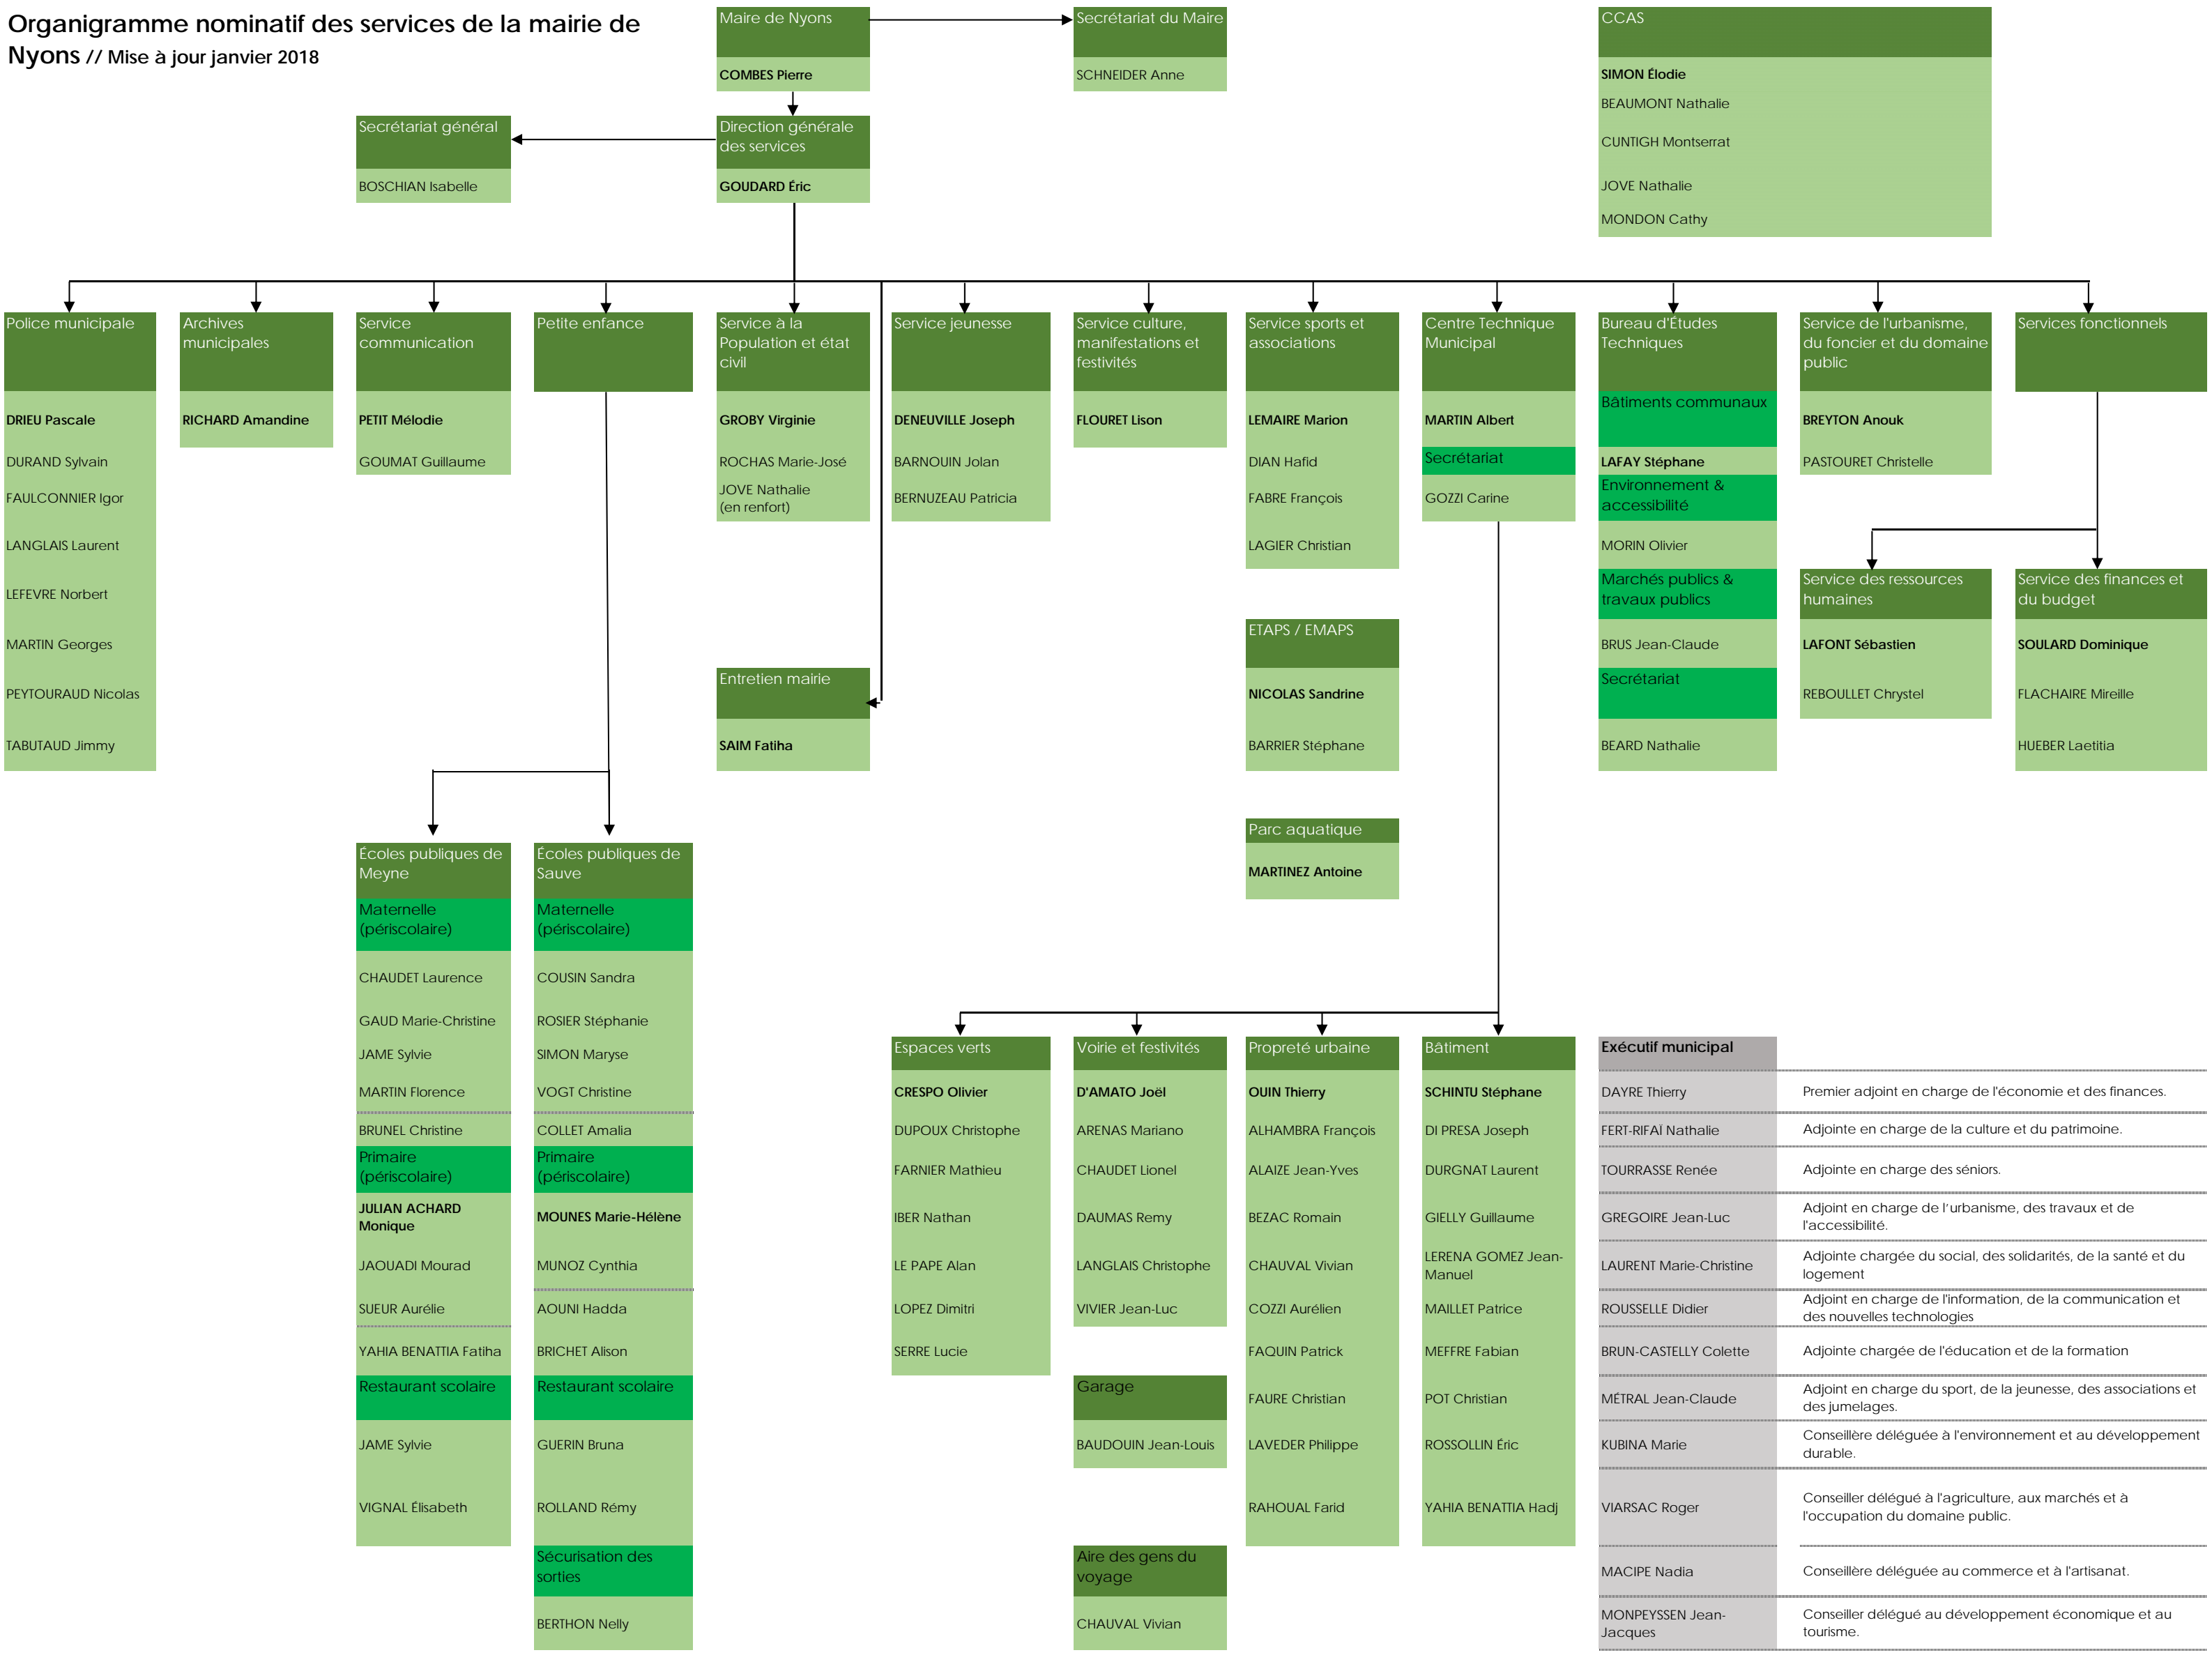 Organigramme nominatif des services de la mairie de
Nyons // Mise à jour janvier 2018
Maire de Nyons
COMBES Pierre
Secrétariat du Maire
SCHNEIDER Anne
CCAS
SIMON Élodie
BEAUMONT Nathalie
CUNTIGH Montserrat
JOVE Nathalie
MONDON Cathy
Secrétariat général
BOSCHIAN Isabelle
Direction générale
des services
GOUDARD Éric
Police municipale
DRIEU Pascale
DURAND Sylvain
FAULCONNIER Igor
LANGLAIS Laurent
LEFEVRE Norbert
MARTIN Georges
PEYTOURAUD Nicolas
TABUTAUD Jimmy
Archives
municipales
RICHARD Amandine
Service
communication
PETIT Mélodie
GOUMAT Guillaume
Petite enfance
Service à la
Population et état
civil
GROBY Virginie
ROCHAS Marie-José
JOVE Nathalie
(en renfort)
Entretien mairie
SAIM Fatiha
Service jeunesse
DENEUVILLE Joseph
BARNOUIN Jolan
BERNUZEAU Patricia
Service culture,
manifestations et
festivités
FLOURET Lison
Service sports et
associations
LEMAIRE Marion
DIAN Hafid
FABRE François
LAGIER Christian
ETAPS / EMAPS
NICOLAS Sandrine
BARRIER Stéphane
Parc aquatique
MARTINEZ Antoine
Centre Technique
Municipal
MARTIN Albert
Secrétariat
GOZZI Carine
Bureau d'Études
Techniques
Bâtiments communaux
LAFAY Stéphane
Environnement &
accessibilité
MORIN Olivier
Marchés publics &
travaux publics
BRUS Jean-Claude
Secrétariat
BEARD Nathalie
Service de l'urbanisme,
du foncier et du domaine
public
BREYTON Anouk
PASTOURET Christelle
Services fonctionnels
Service des ressources
humaines
LAFONT Sébastien
REBOULLET Chrystel
Service des finances et
du budget
SOULARD Dominique
FLACHAIRE Mireille
HUEBER Laetitia
Écoles publiques de
Meyne
Maternelle
(périscolaire)
CHAUDET Laurence
GAUD Marie-Christine
JAME Sylvie
MARTIN Florence
BRUNEL Christine
Primaire
(périscolaire)
JULIAN ACHARD
Monique
JAOUADI Mourad
SUEUR Aurélie
YAHIA BENATTIA Fatiha
Restaurant scolaire
JAME Sylvie
VIGNAL Élisabeth
Écoles publiques de
Sauve
Maternelle
(périscolaire)
COUSIN Sandra
ROSIER Stéphanie
SIMON Maryse
VOGT Christine
COLLET Amalia
Primaire
(périscolaire)
MOUNES Marie-Hélène
MUNOZ Cynthia
AOUNI Hadda
BRICHET Alison
Restaurant scolaire
GUERIN Bruna
ROLLAND Rémy
Sécurisation des
sorties
BERTHON Nelly
Espaces verts
CRESPO Olivier
DUPOUX Christophe
FARNIER Mathieu
IBER Nathan
LE PAPE Alan
LOPEZ Dimitri
SERRE Lucie
Voirie et festivités
D'AMATO Joël
ARENAS Mariano
CHAUDET Lionel
DAUMAS Remy
LANGLAIS Christophe
VIVIER Jean-Luc
Garage
BAUDOUIN Jean-Louis
Aire des gens du
voyage
CHAUVAL Vivian
Propreté urbaine
OUIN Thierry
ALHAMBRA François
ALAIZE Jean-Yves
BEZAC Romain
CHAUVAL Vivian
COZZI Aurélien
FAQUIN Patrick
FAURE Christian
LAVEDER Philippe
RAHOUAL Farid
Bâtiment
SCHINTU Stéphane
DI PRESA Joseph
DURGNAT Laurent
GIELLY Guillaume
LERENA GOMEZ Jean-
Manuel
MAILLET Patrice
MEFFRE Fabian
POT Christian
ROSSOLLIN Éric
YAHIA BENATTIA Hadj
Exécutif municipal
DAYRE Thierry
Premier adjoint en charge de l'économie et des finances.
FERT-RIFAÏ Nathalie
Adjointe en charge de la culture et du patrimoine.
TOURRASSE Renée
Adjointe en charge des séniors.
GREGOIRE Jean-Luc
Adjoint en charge de l'urbanisme, des travaux et de
l'accessibilité.
LAURENT Marie-Christine
Adjointe chargée du social, des solidarités, de la santé et du
logement
ROUSSELLE Didier
Adjoint en charge de l'information, de la communication et
des nouvelles technologies
BRUN-CASTELLY Colette
Adjointe chargée de l'éducation et de la formation
MÉTRAL Jean-Claude
Adjoint en charge du sport, de la jeunesse, des associations et
des jumelages.
KUBINA Marie
Conseillère déléguée à l'environnement et au développement
durable.
VIARSAC Roger
Conseiller délégué à l'agriculture, aux marchés et à
l'occupation du domaine public.
MACIPE Nadia
Conseillère déléguée au commerce et à l'artisanat.
MONPEYSSEN Jean-
Jacques
Conseiller délégué au développement économique et au
tourisme.